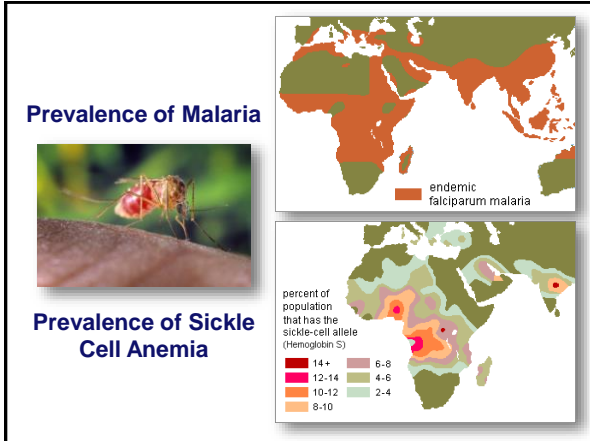 Prevalence of Malaria
endemic
falciparum malaria
Prevalence of Sickle
Cell Anemia
percent of
population
that has the
sickle-cell allele
(Hemoglobin S)
14+
12-14
10-12
8-10
6-8
4-6
2-4